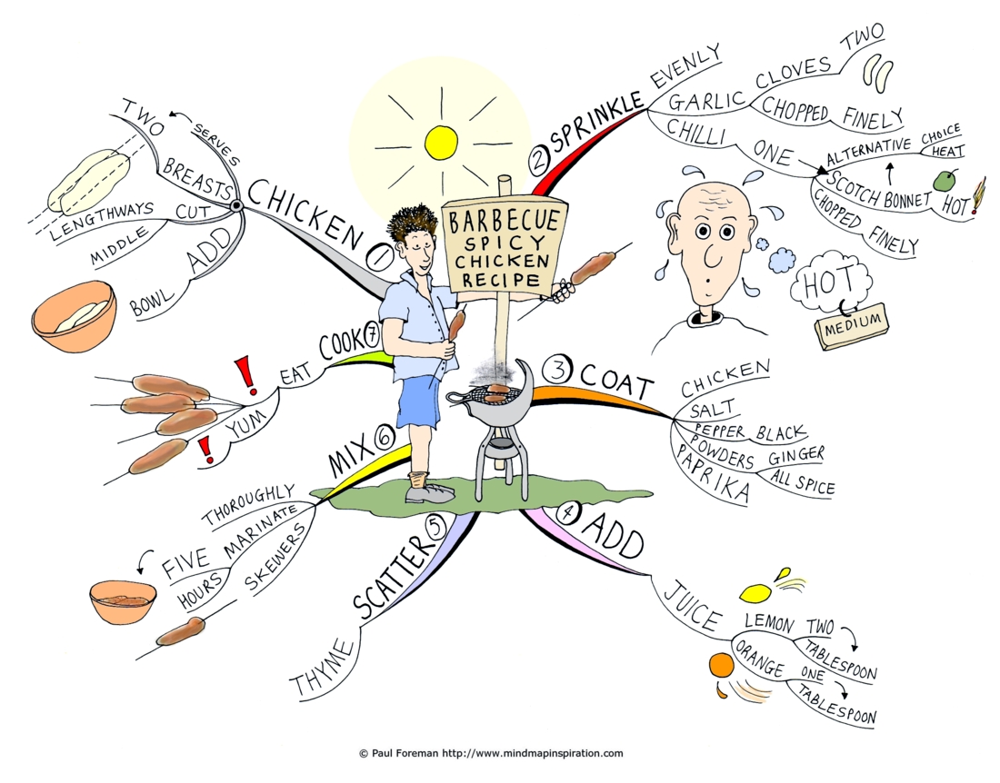 BARBECUE
SPICY
CHICKEN
RECIPE
1 CHICKEN
BREASTS
TWO
SERVES
CUT
LENGTHWAYS
MIDDLE
ADD
BOWL
2 SPRINKLE
EVENLY
GARLIC
CLOVES
TWO
CHOPPED FINELY
CHILLI
ONE
SCOTCH BONNET
HOT
ALTERNATIVE
CHOICE
HEAT
CHOPPED
FINELY
HOT
MEDIUM
3 COAT
CHICKEN
SALT
PEPPER BLACK
POWDERS GINGER
ALL SPICE
PAPRIKA
4 ADD
JUICE
LEMON TWO
TABLESPOON
ORANGE ONE
TABLESPOON
5 SCATTER
THYME
6 MIX
THOROUGHLY
MARINATE
FIVE
HOURS
SKEWERS
7 COOK
EAT
!
YUM
!
© Paul Foreman http://www.mindmapinspiration.com